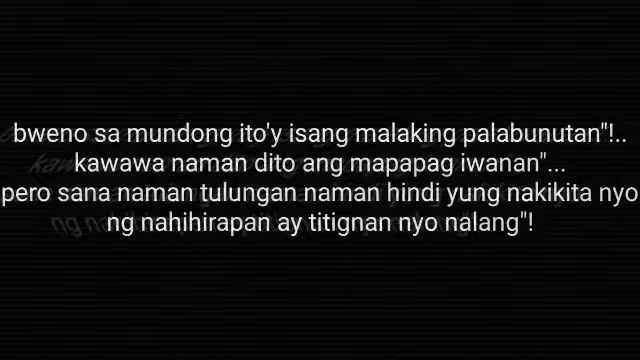 bweno sa mundong ito'y isang malaking palabunutan"!..
kawawa naman dito ang mapapag iwanan"...
pero sana naman tulungan naman hindi yung nakikita nyo
ng nahihirapan ay titignan nyo nalang"!